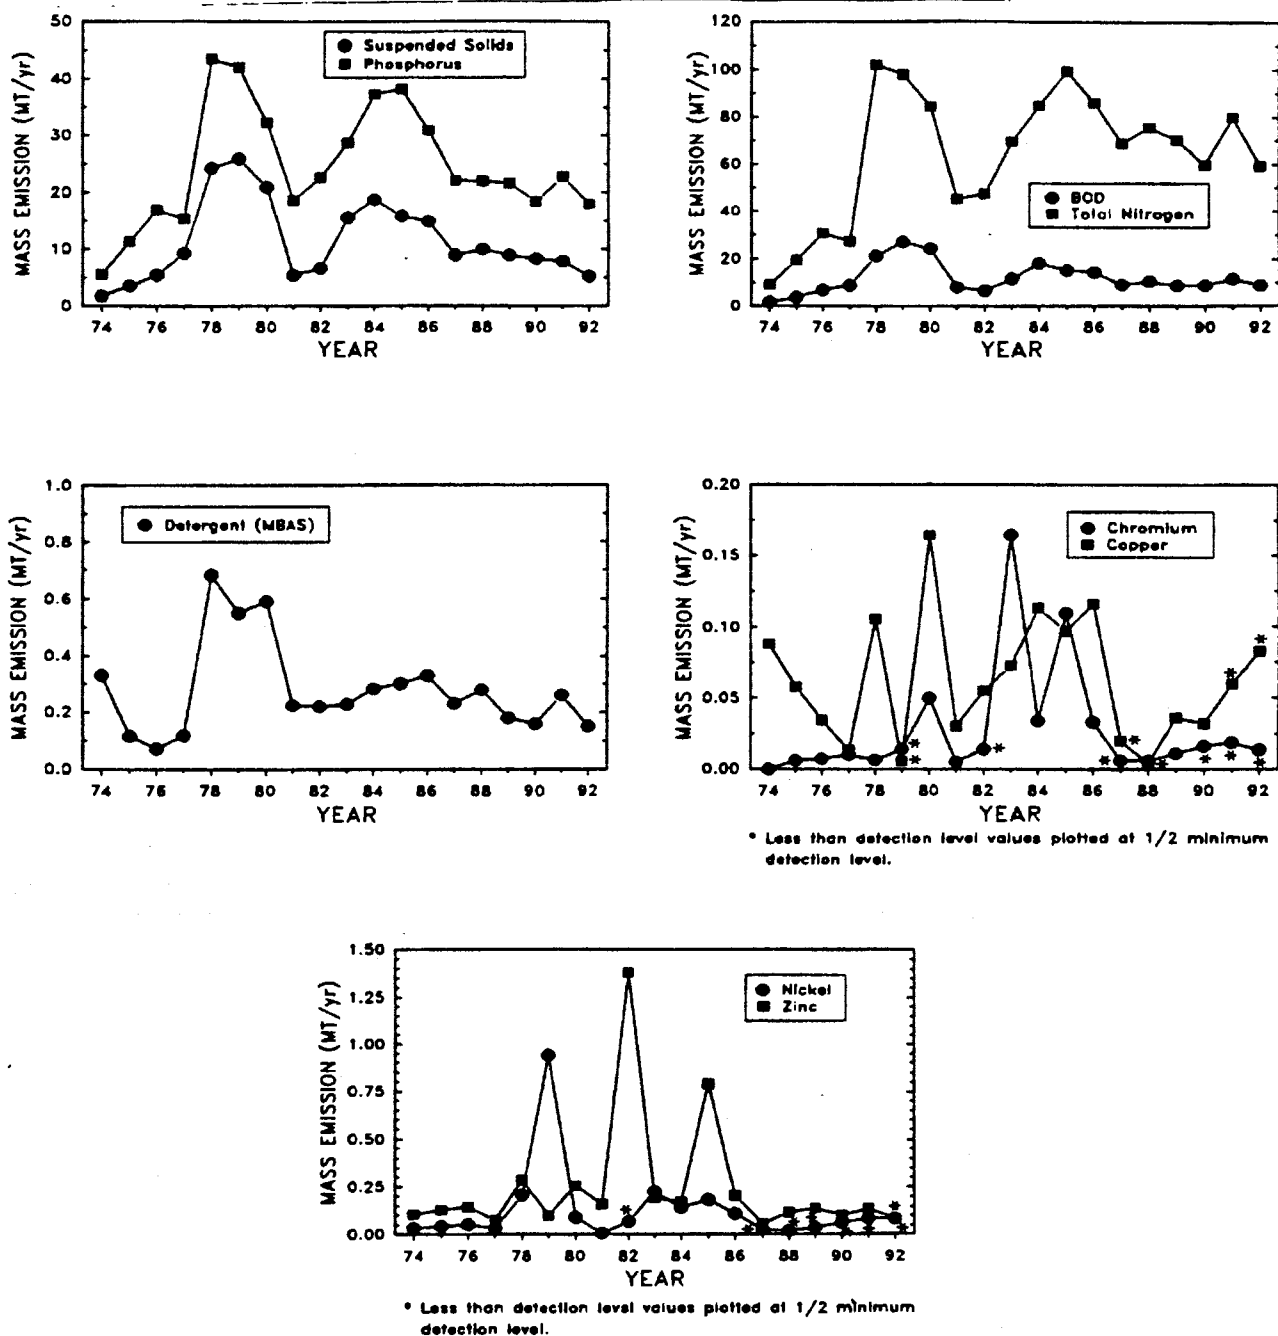 50
40
30
20
10
0
MASS EMISSION (MT/yr)
Suspended Solids
Phosphorus
74 76 78 80 82 84 86 88 90 92
YEAR
120
100
80
60
40
20
0
MASS EMISSION (MT/yr)
BOD
Total Nitrogen
74 76 78 80 82 84 86 88 90 92
YEAR
1.0
0.8
0.6
0.4
0.2
0.0
MASS EMISSION (MT/yr)
Detergent (MBAS)
74 76 78 80 82 84 86 88 90 92
YEAR
0.20
0.15
0.10
0.05
0.00
MASS EMISSION (MT/yr)
Chromium
Copper
74 76 78 80 82 84 86 88 90 92
YEAR
* Less than detection level values plotted at 1/2 minimum
detection level.
1.50
1.25
1.00
0.75
0.50
0.25
0.00
MASS EMISSION (MT/yr)
Nickel
Zinc
74 76 78 80 82 84 86 88 90 92
YEAR
* Less than detection level values plotted at 1/2 minimum
detection level.